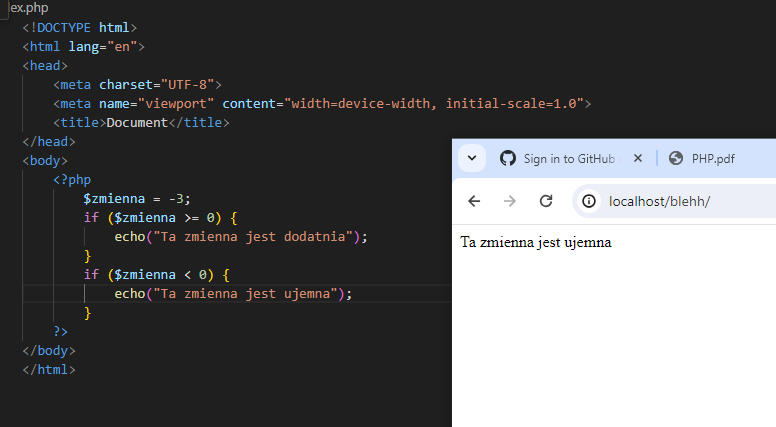 ex.php
<!DOCTYPE html>
<html lang="en">
<head>
    <meta charset="UTF-8">
    <meta name="viewport" content="width=device-width, initial-scale=1.0">
    <title>Document</title>
</head>
<body>
    <?php
        $zmienna = -3;
        if ($zmienna >= 0) {
            echo("Ta zmienna jest dodatnia");
        }
        if ($zmienna < 0) {
            echo("Ta zmienna jest ujemna");
        }
    ?>
</body>
</html>
Sign in to GitHub
PHP.pdf
localhost/blehh/
Ta zmienna jest ujemna